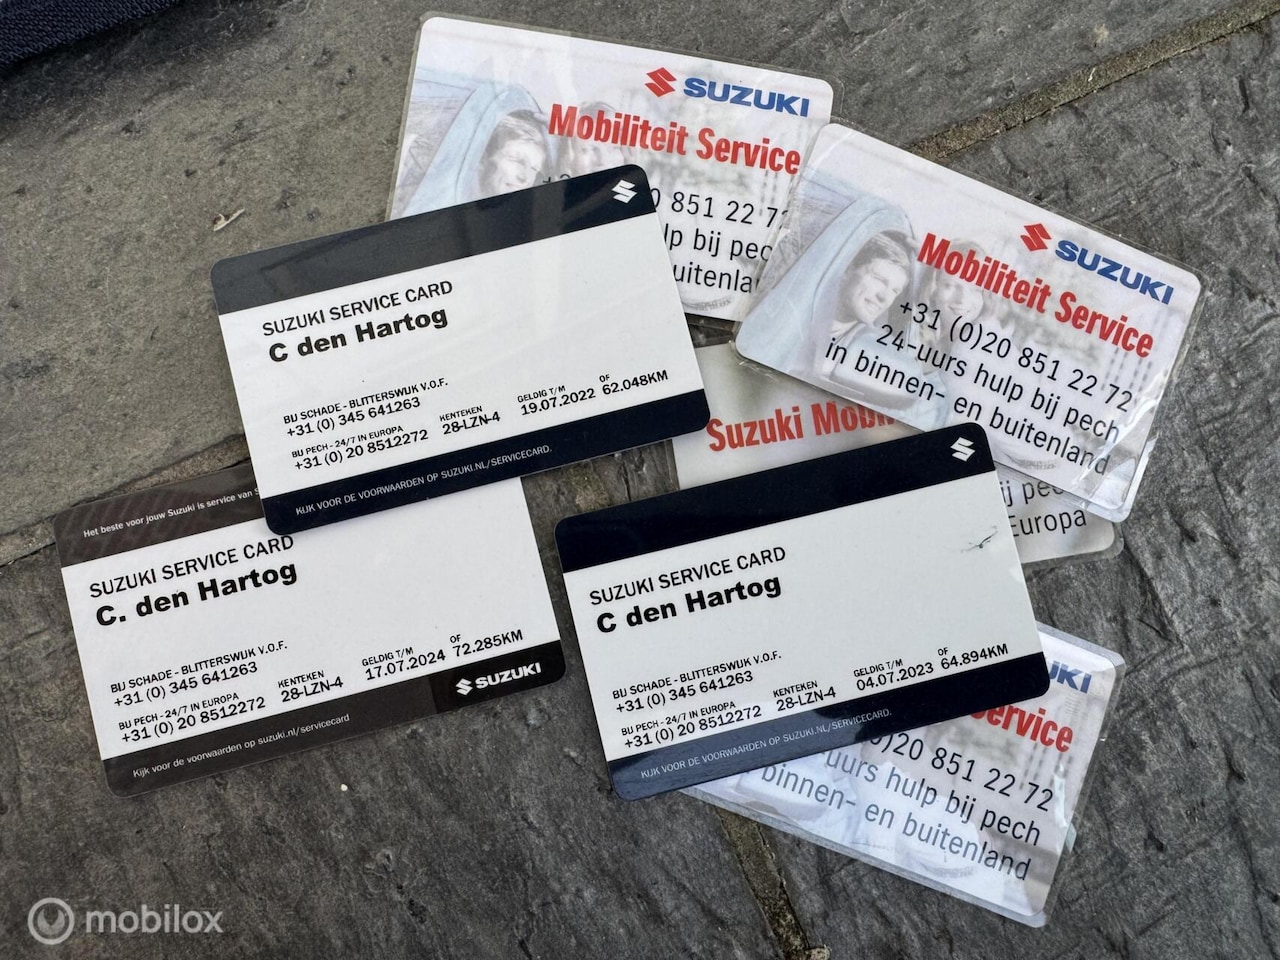 SUZUKI
Mobiliteit Service
0 851 22 72
lp bij pech
uitenla
SUZUKI
Mobiliteit Service
+31 (0)20 851 22 72
24-uurs hulp bij pech
in binnen- en buitenland
SUZUKI SERVICE CARD
C den Hartog
BIJ SCHADE - BLITTERSWIJK V.O.F.
+31 (0) 345 641263
BIJ PECH - 24/7 IN EUROPA
+31 (0) 20 8512272
KENTEKEN
28-LZN-4
GELDIG T/M
19.07.2022
OF
62.048KM
KIJK VOOR DE VOORWAARDEN OP SUZUKI.NL/SERVICECARD.
Suzuki Mob
ij pec
Europa
Het beste voor jouw Suzuki is service van S
SUZUKI SERVICE CARD
C. den Hartog
BIJ SCHADE - BLITTERSWIJK V.O.F.
+31 (0) 345 641263
BIJ PECH - 24/7 IN EUROPA
+31 (0) 20 8512272
KENTEKEN
28-LZN-4
GELDIG T/M
17.07.2024
OF
72.285KM
SUZUKI
Kijk voor de voorwaarden op suzuki.nl/servicecard
SUZUKI SERVICE CARD
C den Hartog
BIJ SCHADE - BLITTERSWIJK V.O.F.
+31 (0) 345 641263
BIJ PECH - 24/7 IN EUROPA
+31 (0) 20 8512272
KENTEKEN
28-LZN-4
GELDIG T/M
04.07.2023
OF
64.894KM
KIJK VOOR DE VOORWAARDEN OP SUZUKI.NL/SERVICECARD.
UKI
Service
)20 851 22 72
uurs hulp bij pech
binnen- en buitenland
mobilox